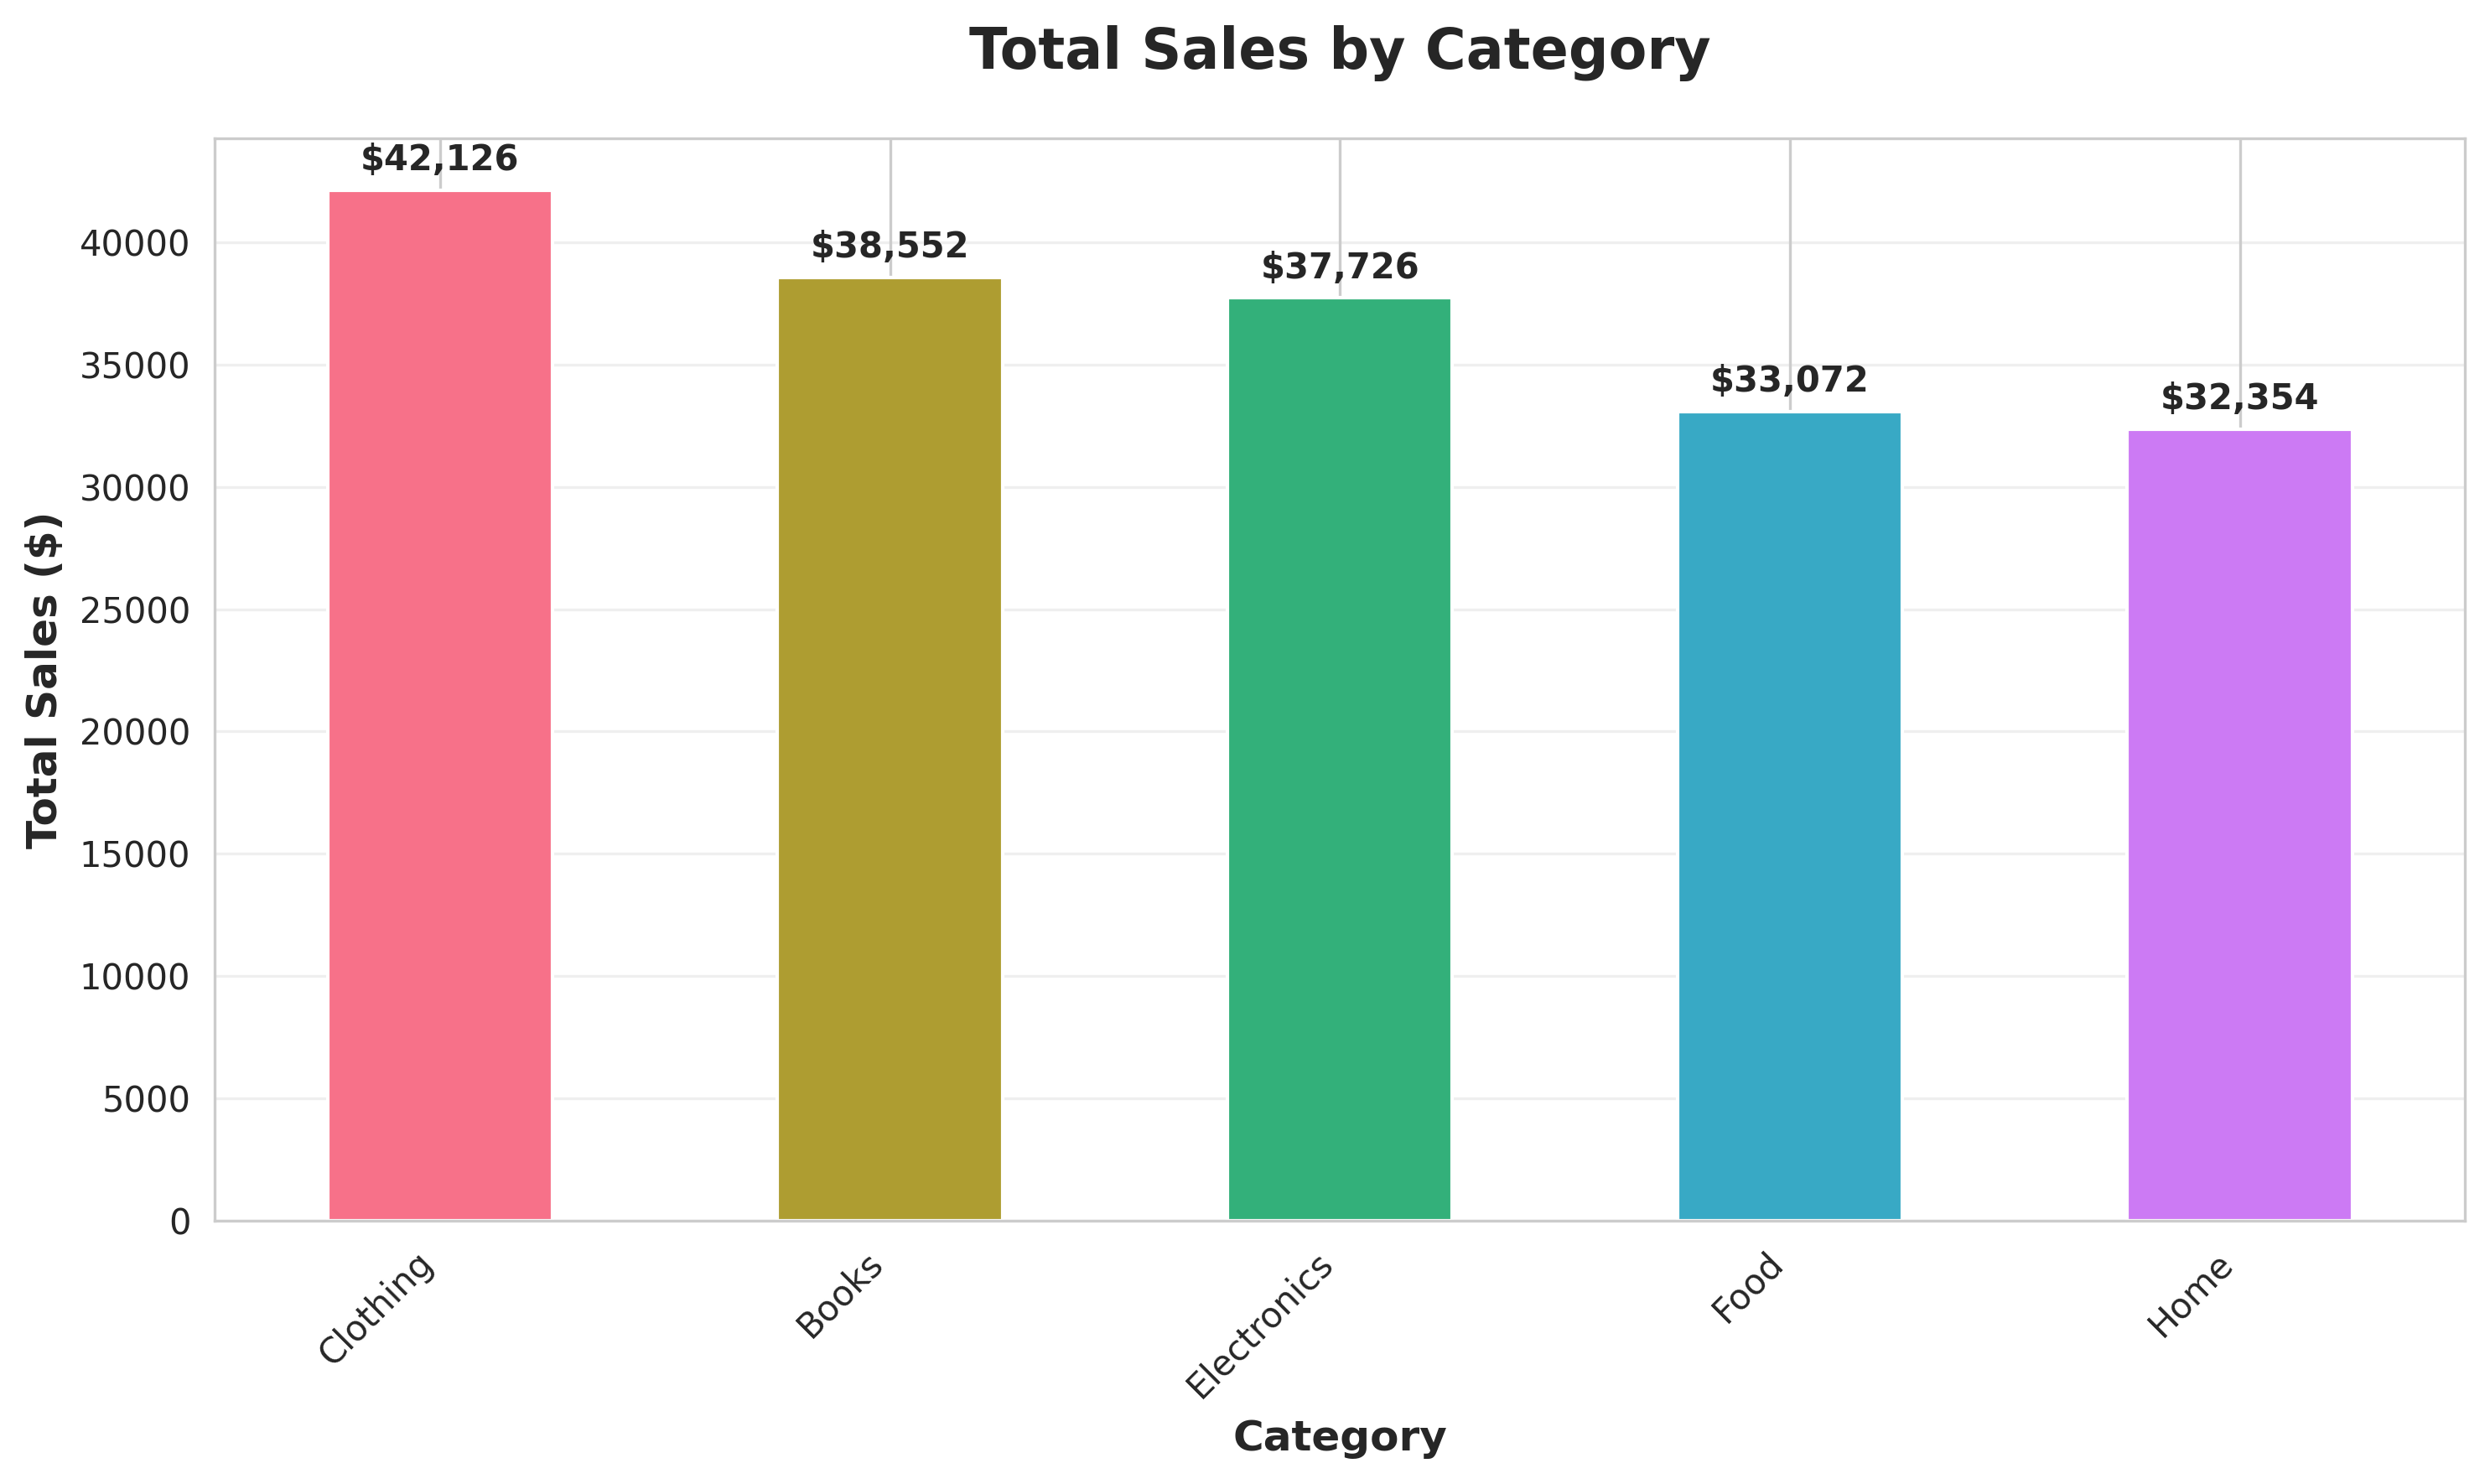 Total Sales by Category
$42,126
$38,552
$37,726
$33,072
$32,354
40000
35000
30000
25000
20000
15000
10000
5000
0
Total Sales ($)
Clothing
Books
Electronics
Food
Home
Category